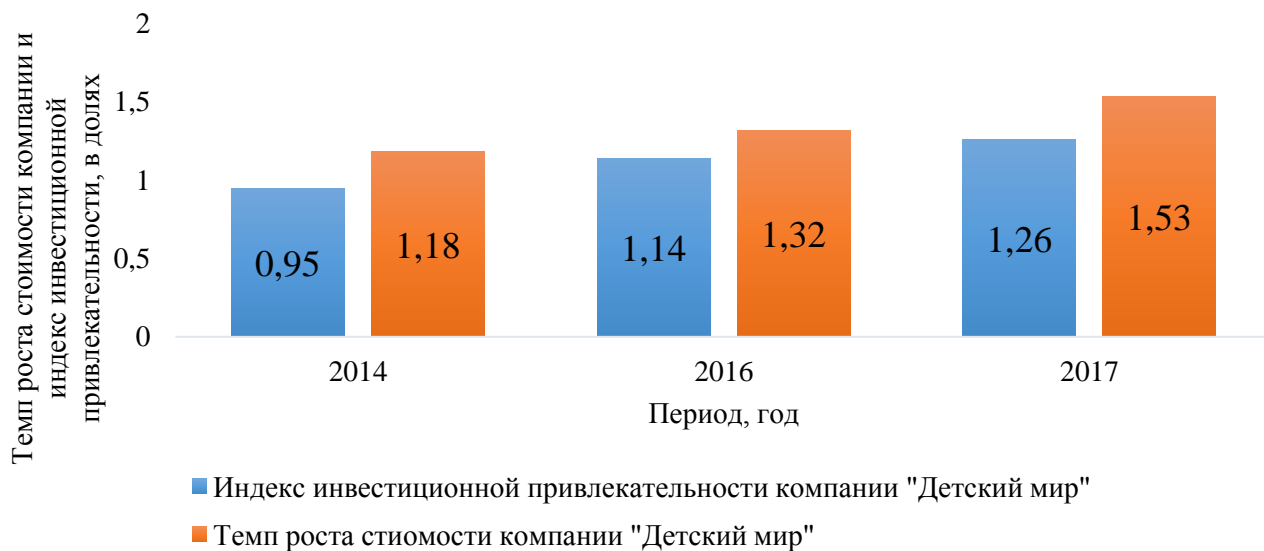 Темп роста стоимости компании и
индекс инвестиционной
привлекательности, в долях
2
1,5
1
0,5
0
0,95
1,18
1,14
1,32
1,26
1,53
2014
2016
2017
Период, год
Индекс инвестиционной привлекательности компании "Детский мир"
Темп роста стиомости компании "Детский мир"